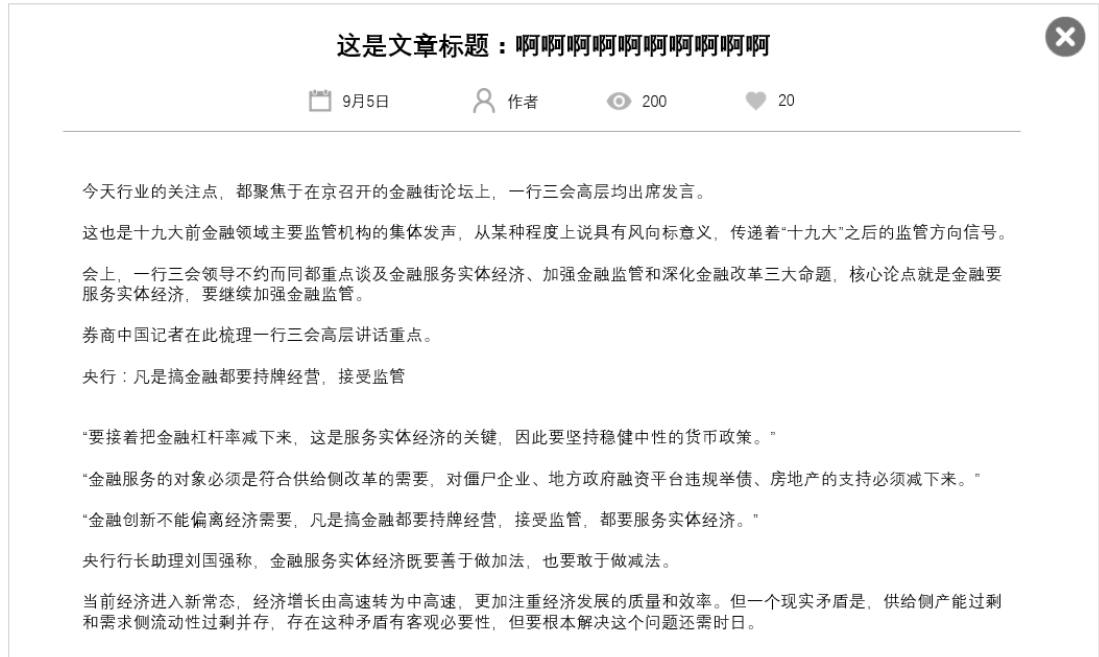 这是文章标题：啊啊啊啊啊啊啊啊啊啊
9月5日 作者 200 20
今天行业的关注点，都聚焦于在京召开的金融街论坛上，一行三会高层均出席发言。
这也是十九大前金融领域主要监管机构的集体发声，从某种程度上说具有风向标意义，传递着“十九大”之后的监管方向信号。
会上，一行三会领导不约而同都重点谈及金融服务实体经济、加强金融监管和深化金融改革三大命题，核心论点就是金融要
服务实体经济，要继续加强金融监管。
券商中国记者在此梳理一行三会高层讲话重点。
央行：凡是搞金融都要持牌经营，接受监管
“要接着把金融杠杆率减下来，这是服务实体经济的关键，因此要坚持稳健中性的货币政策。”
“金融服务的对象必须是符合供给侧改革的需要，对僵尸企业、地方政府融资平台违规举债、房地产的支持必须减下来。”
“金融创新不能偏离经济需要，凡是搞金融都要持牌经营，接受监管，都要服务实体经济。”
央行行长助理刘国强称，金融服务实体经济既要善于做加法，也要敢于做减法。
当前经济进入新常态，经济增长由高速转为中高速，更加注重经济发展的质量和效率。但一个现实矛盾是，供给侧产能过剩
和需求侧流动性过剩并存，存在这种矛盾有客观必要性，但要根本解决这个问题还需时日。